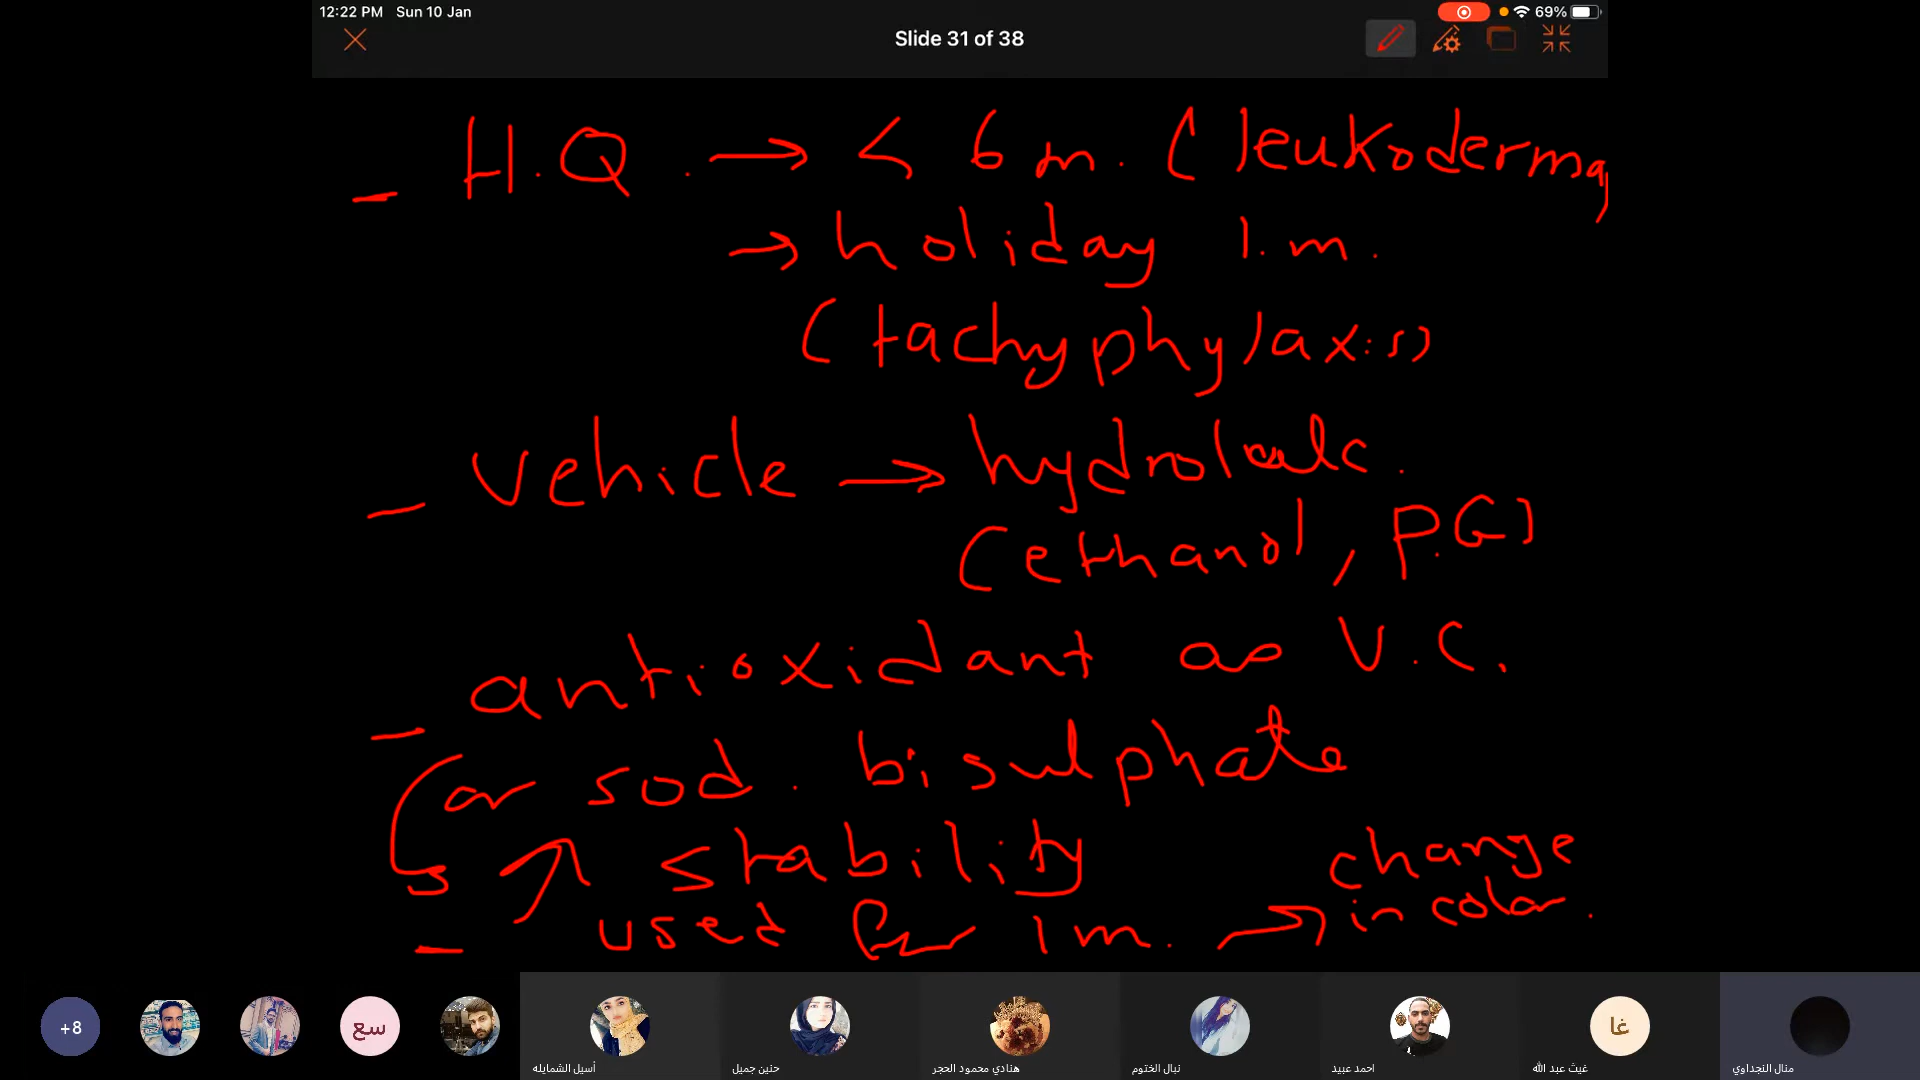 12:22 PM Sun 10 Jan
69%
Slide 31 of 38
- H.Q. → < 6 m. (leukoderma)
→ holiday 1.m.
(tachyphylaxis)
- vehicle → hydroloalc.
(ethanol, P.G)
- antioxidant as V.C.
or sod. bisulphate
↑ stability
- used for 1m. → change in color.
+8
سع
غا
أسيل الشمايله
حنين جميل
هنادي محمود الحجر
نبال الختوم
احمد عبيد
غيث عبد الله
منال النجداوي